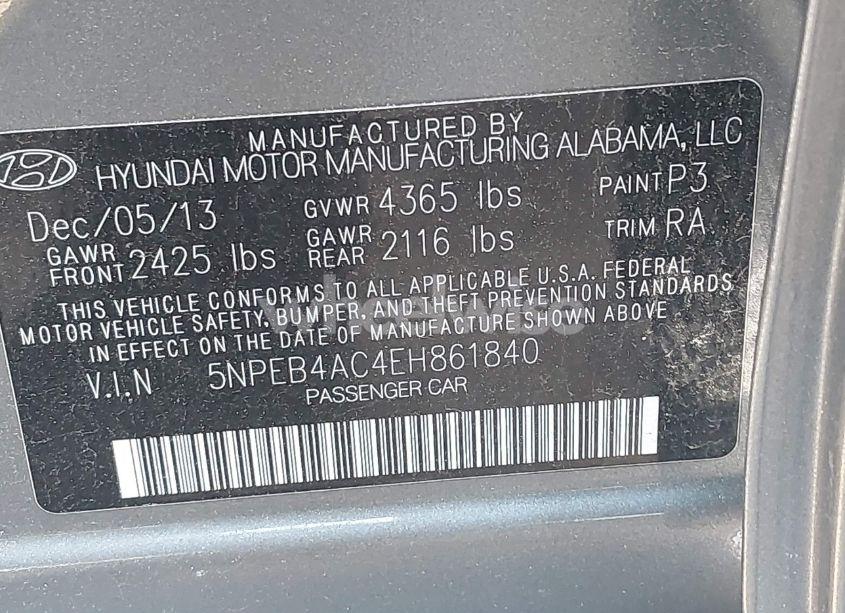 MANUFACTURED BY
HYUNDAI MOTOR MANUFACTURING ALABAMA, LLC
Dec/05/13 GVWR 4365 lbs PAINT P3
GAWR FRONT 2425 lbs GAWR REAR 2116 lbs TRIM RA
THIS VEHICLE CONFORMS TO ALL APPLICABLE U.S.A. FEDERAL
MOTOR VEHICLE SAFETY, BUMPER, AND THEFT PREVENTION STANDARDS
IN EFFECT ON THE DATE OF MANUFACTURE SHOWN ABOVE
V.I.N 5NPEB4AC4EH861840
PASSENGER CAR